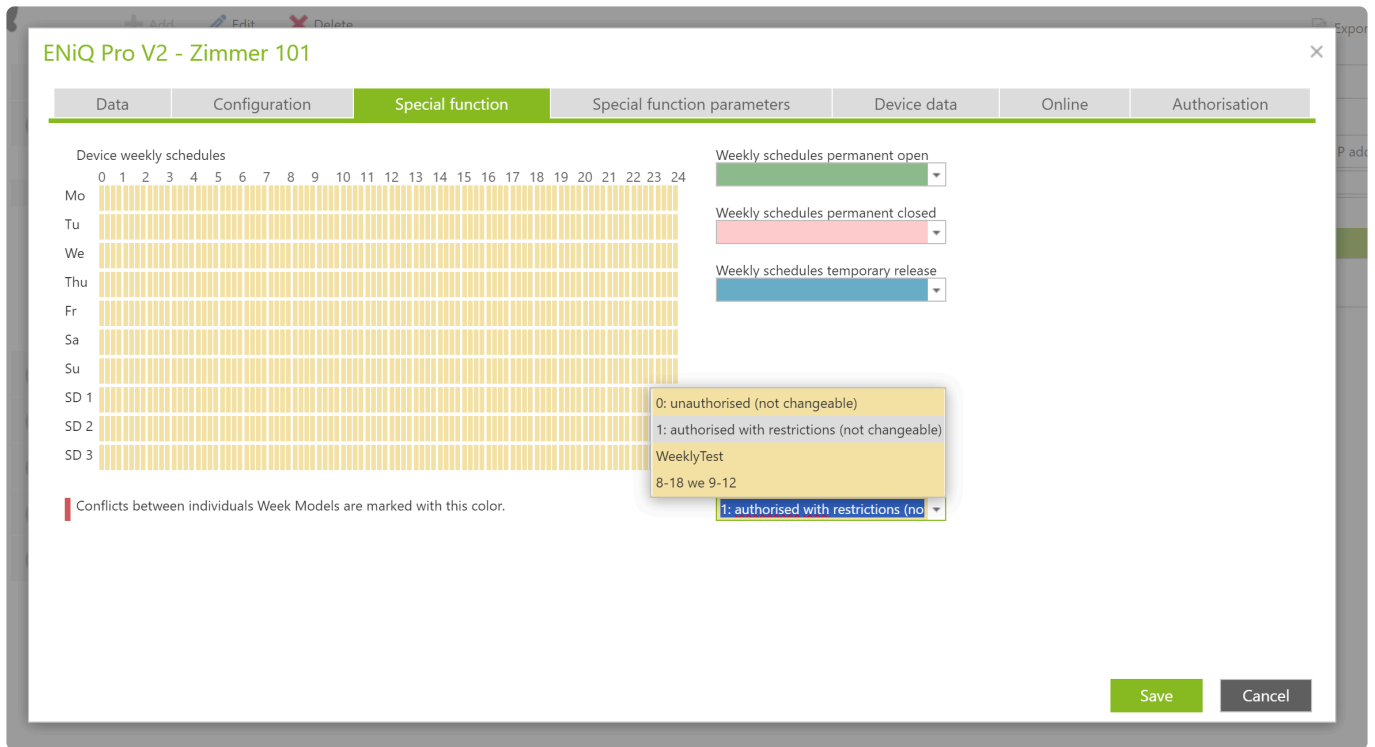 Add Edit Delete
Expor
ENiQ Pro V2 - Zimmer 101
Data Configuration Special function Special function parameters Device data Online Authorisation
Device weekly schedules
0 1 2 3 4 5 6 7 8 9 10 11 12 13 14 15 16 17 18 19 20 21 22 23 24
Mo
Tu
We
Thu
Fr
Sa
Su
SD 1
SD 2
SD 3
Conflicts between individuals Week Models are marked with this color.
Weekly schedules permanent open
Weekly schedules permanent closed
Weekly schedules temporary release
0: unauthorised (not changeable)
1: authorised with restrictions (not changeable)
WeeklyTest
8-18 we 9-12
1: authorised with restrictions (no
P add
Save Cancel